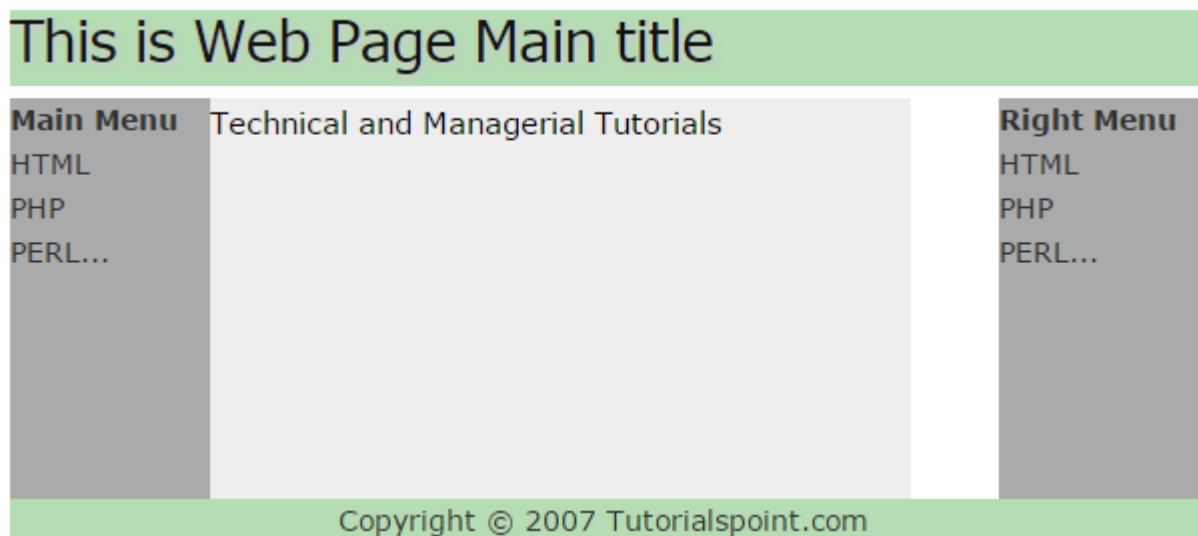 This is Web Page Main title
Main Menu
HTML
PHP
PERL...
Technical and Managerial Tutorials
Right Menu
HTML
PHP
PERL...
Copyright © 2007 Tutorialspoint.com